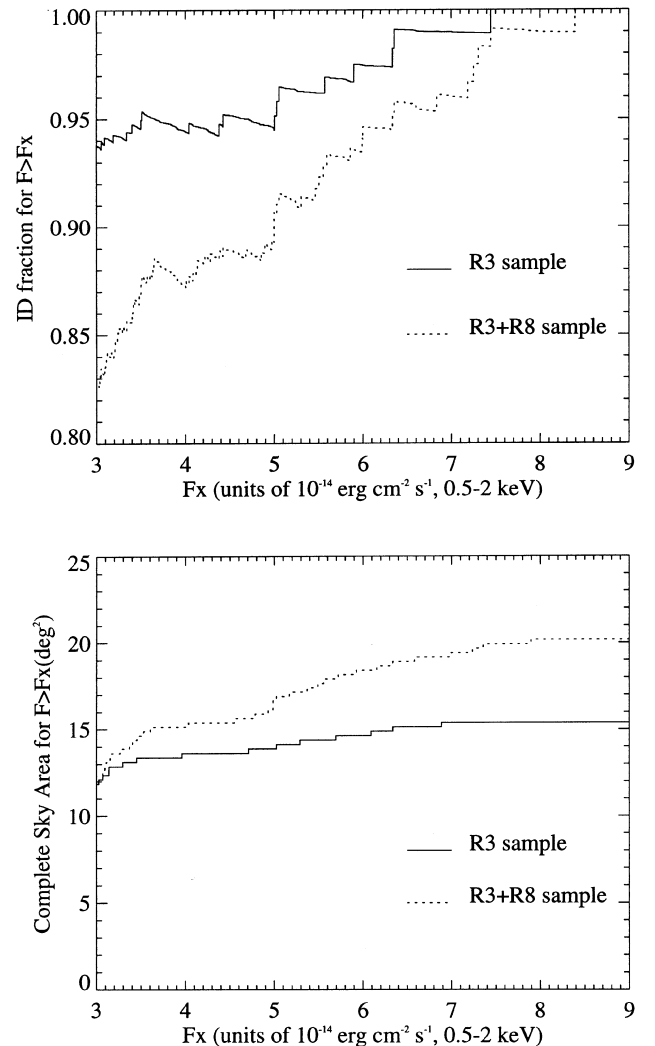 1.00
0.95
0.90
0.85
0.80
ID fraction for F>Fx
R3 sample
R3+R8 sample
3 4 5 6 7 8 9
Fx (units of 10⁻¹⁴ erg cm⁻² s⁻¹, 0.5-2 keV)
25
20
15
10
5
0
Complete Sky Area for F>Fx(deg²)
R3 sample
R3+R8 sample
3 4 5 6 7 8 9
Fx (units of 10⁻¹⁴ erg cm⁻² s⁻¹, 0.5-2 keV)